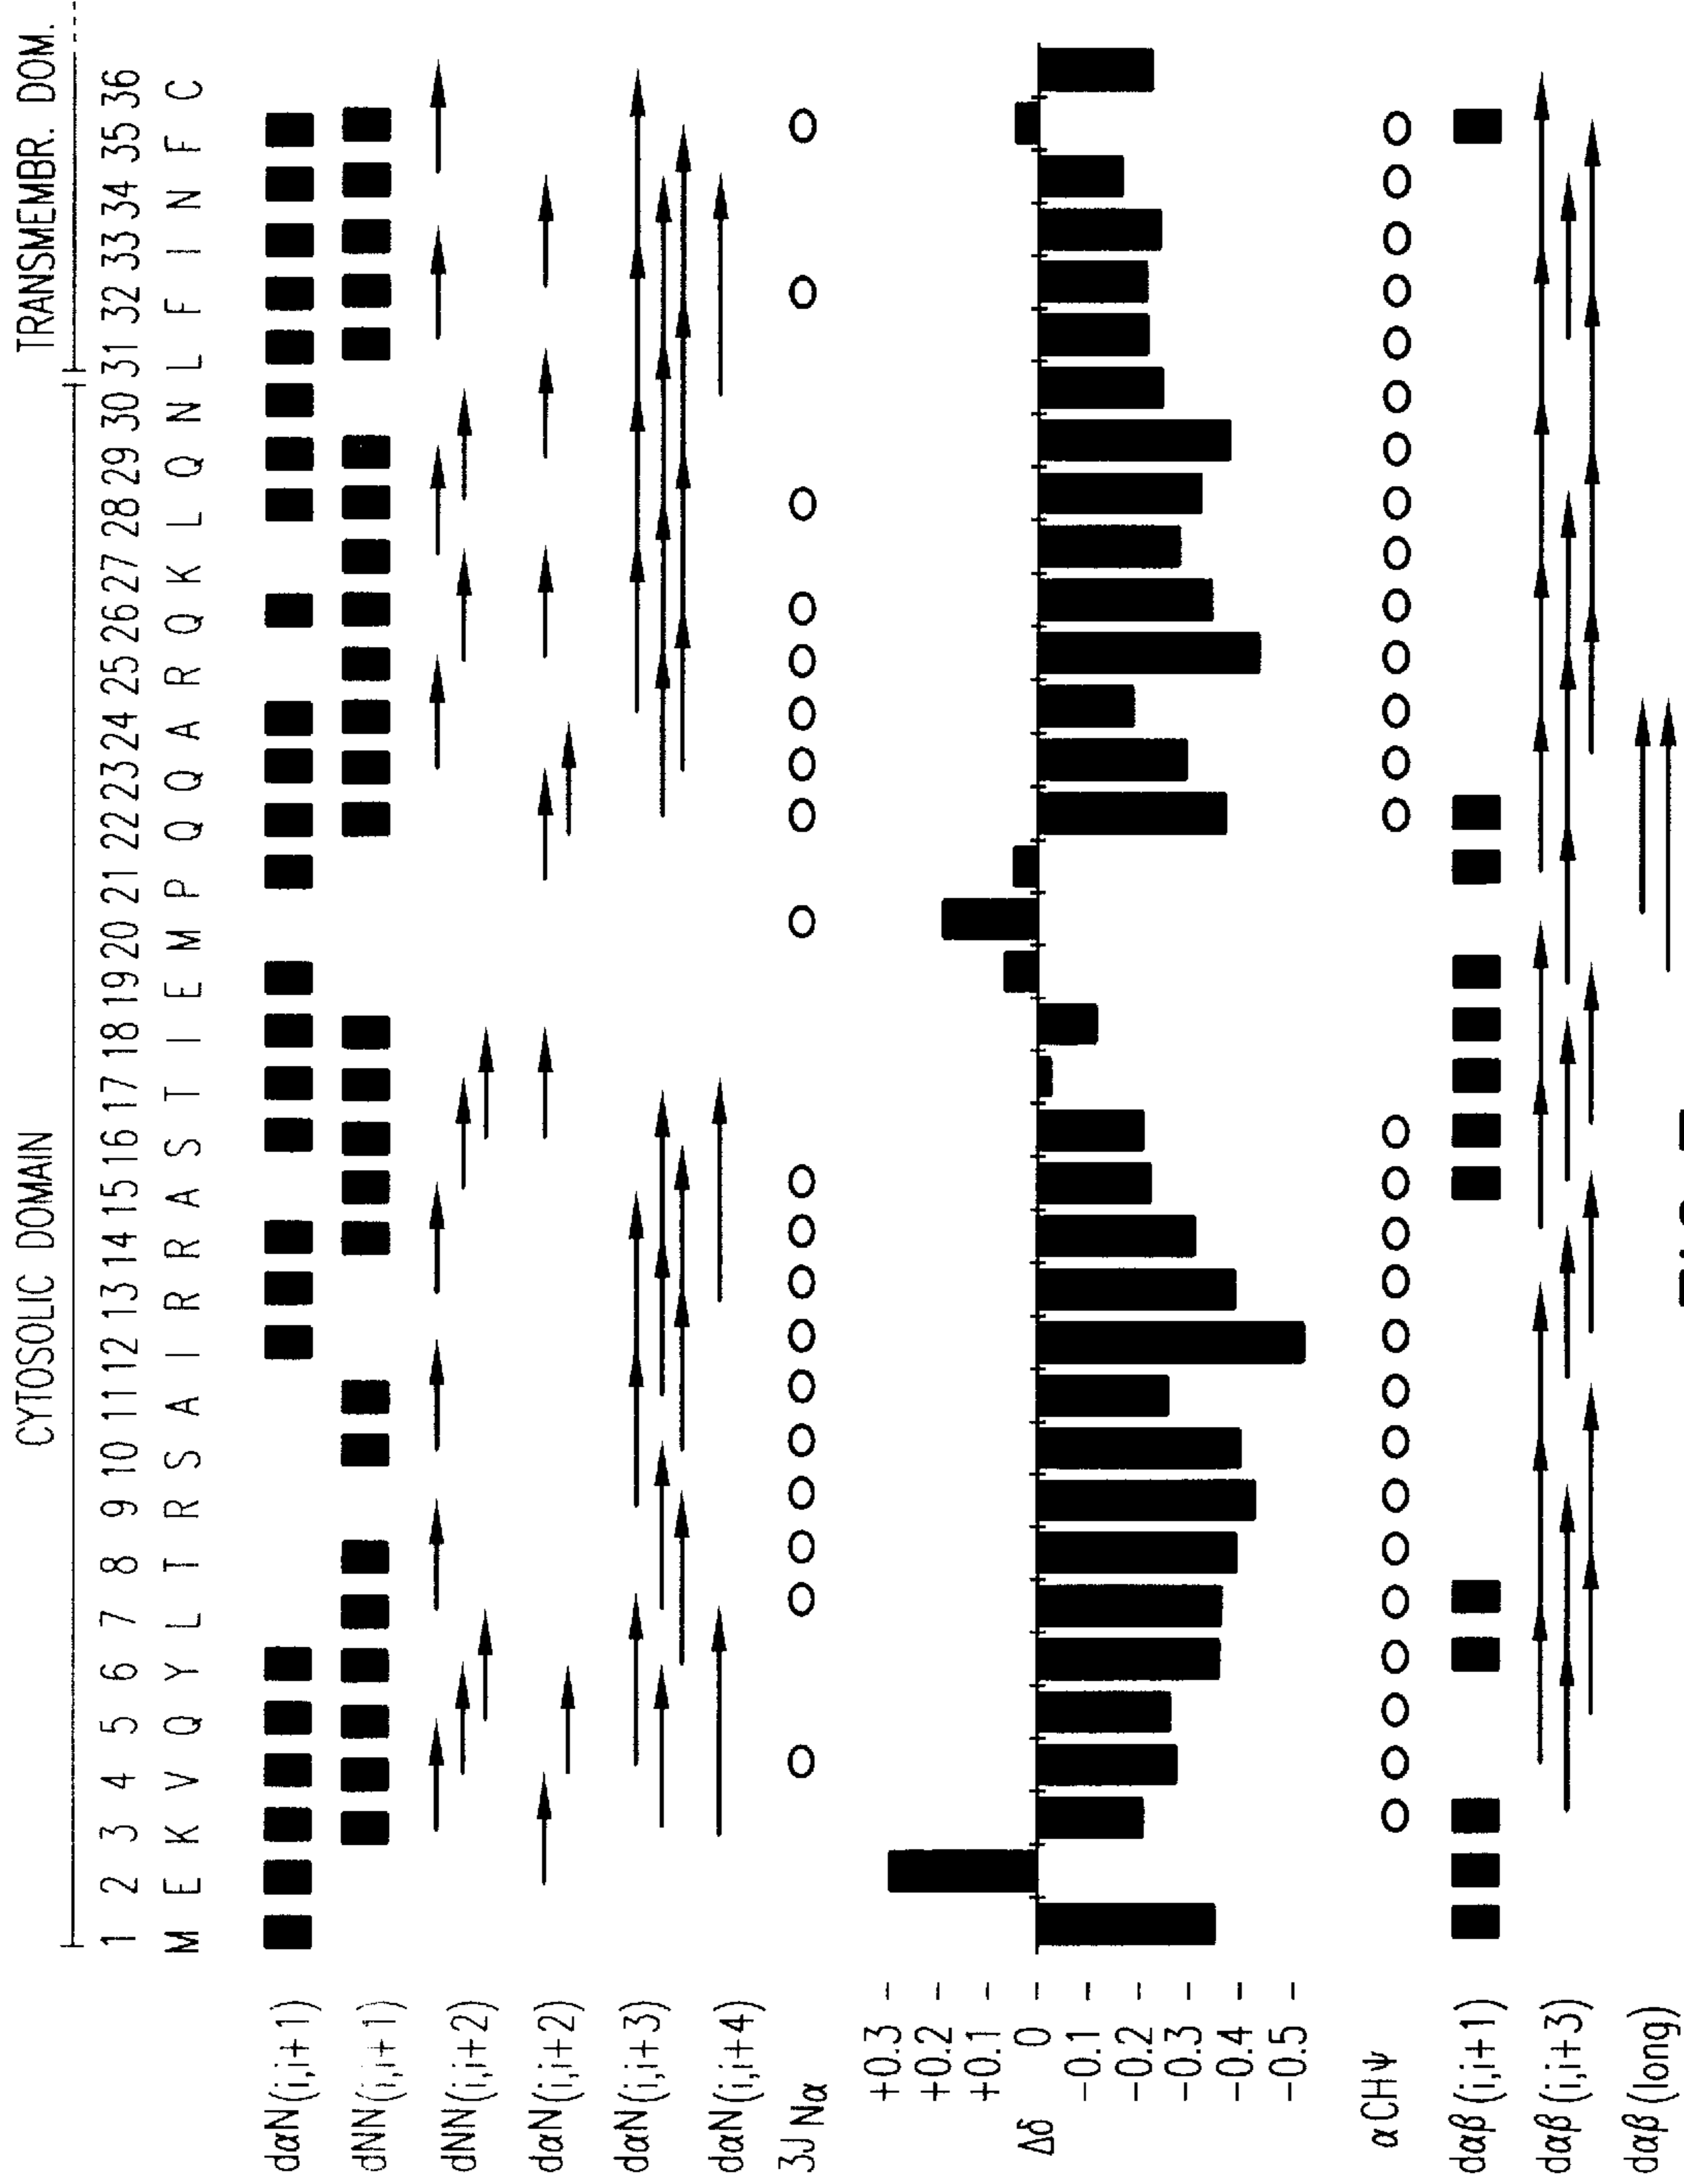 CYTOSOLIC DOMAIN TRANSMEMBR. DOM.
1 2 3 4 5 6 7 8 9 10 11 12 13 14 15 16 17 18 19 20 21 22 23 24 25 26 27 28 29 30 31 32 33 34 35 36
M E K V Q Y L T R S A I R R A S T I E M P Q Q A R Q K L Q N L F I N F C
dαN(i,i+1)
dNN(i,i+1)
dNN(i,i+2)
dαN(i,i+2)
dαN(i,i+3)
dαN(i,i+4)
3J Nα
+0.3
+0.2
+0.1
Δδ 0
-0.1
-0.2
-0.3
-0.4
-0.5
αCHΨ
dαβ(i,i+1)
dαβ(i,i+3)
dαβ(long)